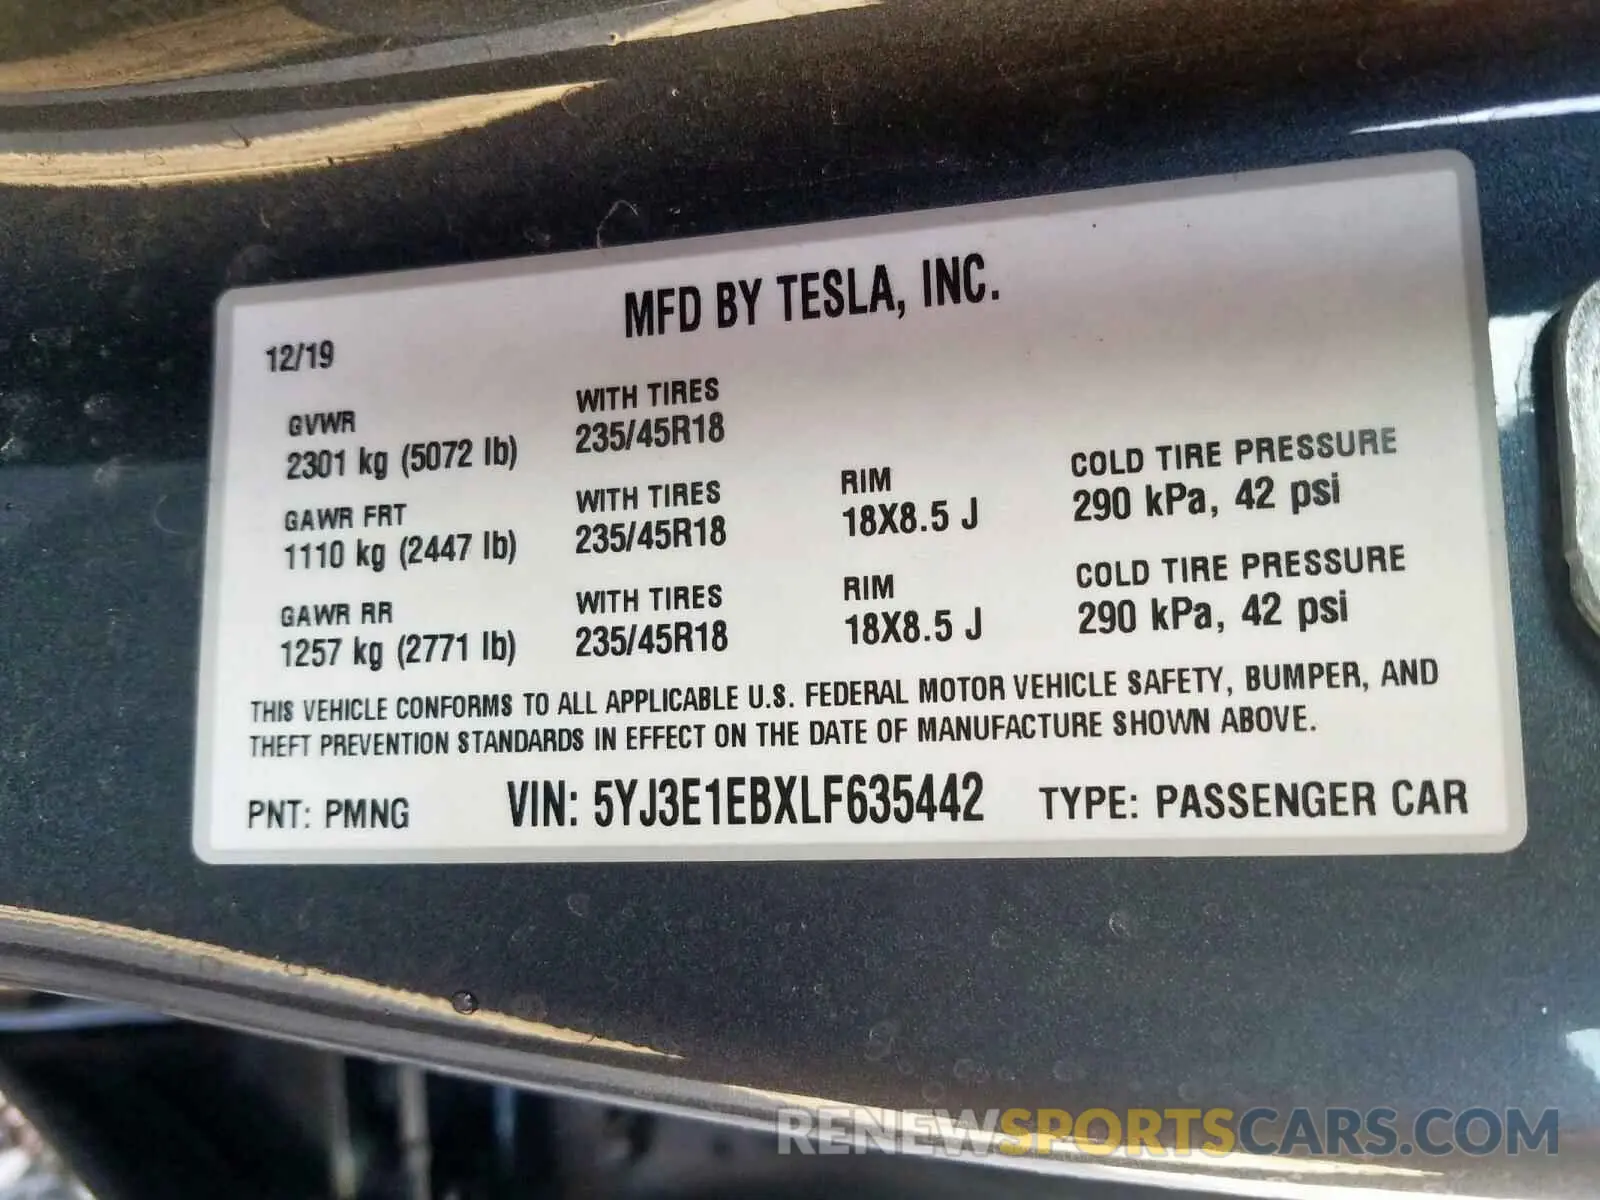 MFD BY TESLA, INC.
12/19
GVWR
2301 kg (5072 lb)
WITH TIRES
235/45R18
GAWR FRT
1110 kg (2447 lb)
WITH TIRES
235/45R18
RIM
18X8.5 J
COLD TIRE PRESSURE
290 kPa, 42 psi
GAWR RR
1257 kg (2771 lb)
WITH TIRES
235/45R18
RIM
18X8.5 J
COLD TIRE PRESSURE
290 kPa, 42 psi
THIS VEHICLE CONFORMS TO ALL APPLICABLE U.S. FEDERAL MOTOR VEHICLE SAFETY, BUMPER, AND
THEFT PREVENTION STANDARDS IN EFFECT ON THE DATE OF MANUFACTURE SHOWN ABOVE.
PNT: PMNG VIN: 5YJ3E1EBXLF635442 TYPE: PASSENGER CAR
RENEWSPORTSCARS.COM